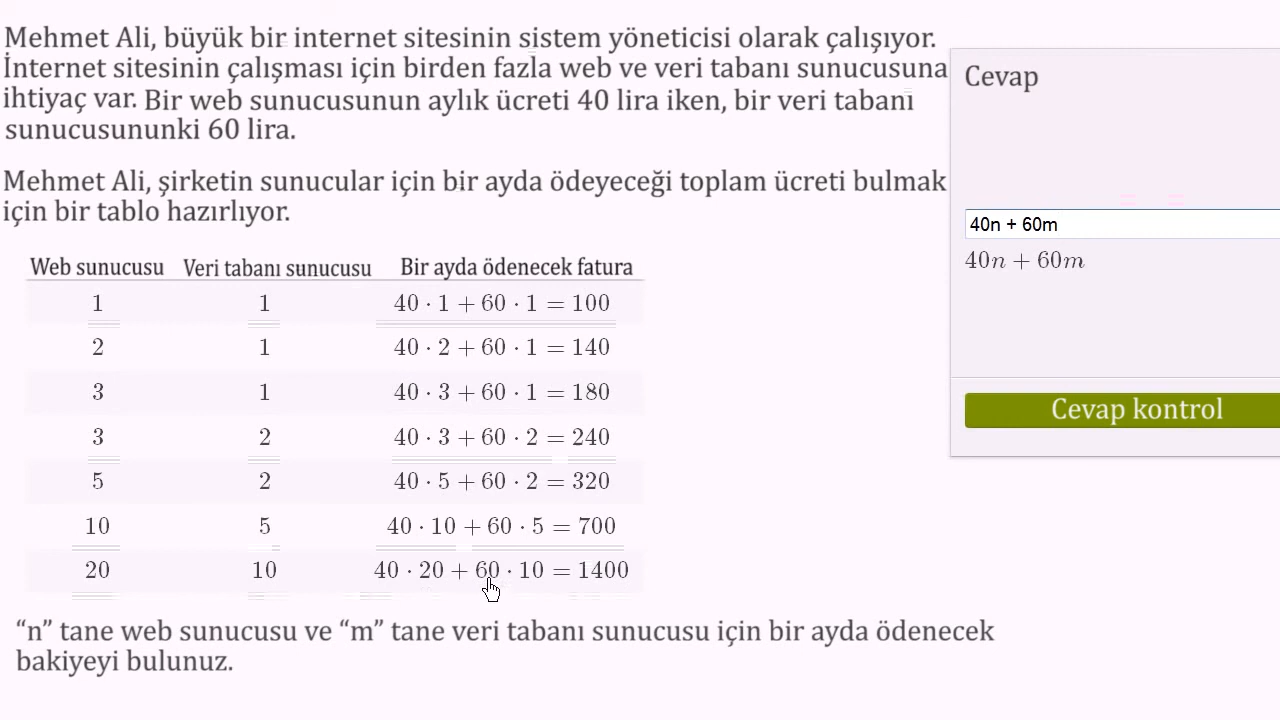 Mehmet Ali, büyük bir internet sitesinin sistem yöneticisi olarak çalışıyor.
İnternet sitesinin çalışması için birden fazla web ve veri tabanı sunucusuna
ihtiyaç var. Bir web sunucusunun aylık ücreti 40 lira iken, bir veri tabanı
sunucusununki 60 lira.
Mehmet Ali, şirketin sunucular için bir ayda ödeyeceği toplam ücreti bulmak
için bir tablo hazırlıyor.
Web sunucusu Veri tabanı sunucusu Bir ayda ödenecek fatura
1 1 40 · 1 + 60 · 1 = 100
2 1 40 · 2 + 60 · 1 = 140
3 1 40 · 3 + 60 · 1 = 180
3 2 40 · 3 + 60 · 2 = 240
5 2 40 · 5 + 60 · 2 = 320
10 5 40 · 10 + 60 · 5 = 700
20 10 40 · 20 + 60 · 10 = 1400
“n” tane web sunucusu ve “m” tane veri tabanı sunucusu için bir ayda ödenecek
bakiyeyi bulunuz.
Cevap
40n + 60m
40n + 60m
Cevap kontrol